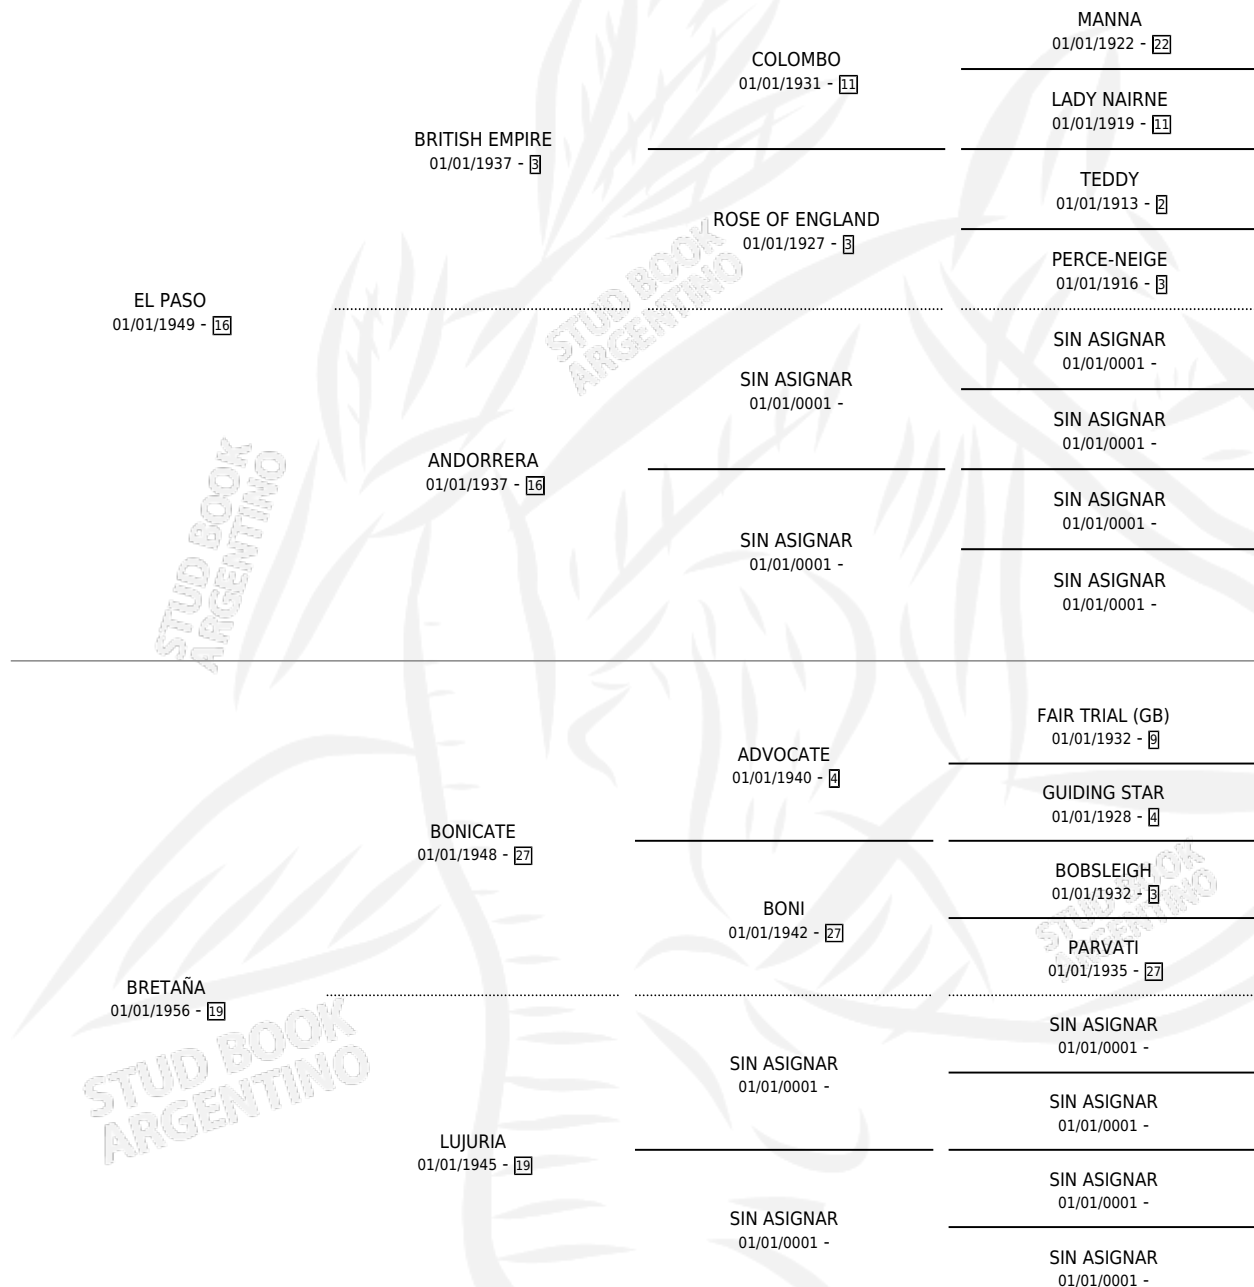 MANNA
01/01/1922 - 22
COLOMBO
01/01/1931 - 11
LADY NAIRNE
01/01/1919 - 11
BRITISH EMPIRE
01/01/1937 - 3
TEDDY
01/01/1913 - 2
ROSE OF ENGLAND
01/01/1927 - 3
PERCE-NEIGE
01/01/1916 - 3
EL PASO
01/01/1949 - 16
SIN ASIGNAR
01/01/0001 -
SIN ASIGNAR
01/01/0001 -
SIN ASIGNAR
01/01/0001 -
ANDORRERA
01/01/1937 - 16
SIN ASIGNAR
01/01/0001 -
SIN ASIGNAR
01/01/0001 -
SIN ASIGNAR
01/01/0001 -
STUD BOOK
ARGENTINO
STUD BOOK
ARGENTINO
FAIR TRIAL (GB)
01/01/1932 - 9
ADVOCATE
01/01/1940 - 4
GUIDING STAR
01/01/1928 - 4
BONICATE
01/01/1948 - 27
BOBSLEIGH
01/01/1932 - 3
BONI
01/01/1942 - 27
PARVATI
01/01/1935 - 27
STUD BOOK
ARGENTINO
BRETAÑA
01/01/1956 - 19
SIN ASIGNAR
01/01/0001 -
SIN ASIGNAR
01/01/0001 -
SIN ASIGNAR
01/01/0001 -
STUD BOOK
ARGENTINO
LUJURIA
01/01/1945 - 19
SIN ASIGNAR
01/01/0001 -
SIN ASIGNAR
01/01/0001 -
SIN ASIGNAR
01/01/0001 -